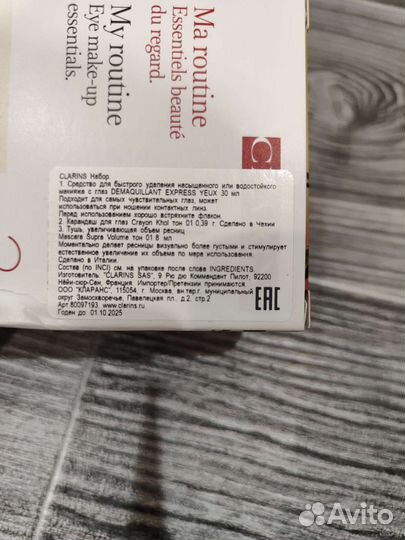 Ma routine
Essentiels beauté
du regard.
My routine
Eye make-up
essentials.
CLARINS Набор
1. Средство для быстрого удаления насыщенного или водостойкого
макияжа с глаз DEMAQUILLANT EXPRESS YEUX 30 мл
Подходит для самых чувствительных глаз, может
использоваться при ношении контактных линз.
Перед использованием хорошо встряхните флакон.
2. Карандаш для глаз Crayon Khol тон 01 0,39 г. Сделано в Чехии
3. Тушь, увеличивающая объем ресниц
Mascara Supra Volume тон 01 8 мл
Моментально делает ресницы визуально более густыми и стимулирует
естественное увеличение их объема по мере использования.
Сделано в Италии.
Состав (по INCI) см. на упаковке после слова INGREDIENTS.
Изготовитель: "CLARINS SAS", 9 Рю дю Коммандант Пилот, 92200
Нёйи-сюр-Сен, Франция Импортер/Претензии принимаются:
ООО "КЛАРАНС", 115054, г. Москва, вн.тер.г. муниципальный
округ Замоскворечье, Павелецкая пл., д.2, стр.2
Арт.80097193 www.clarins.ru
Годен до 01.10.2025
EAC
Avito